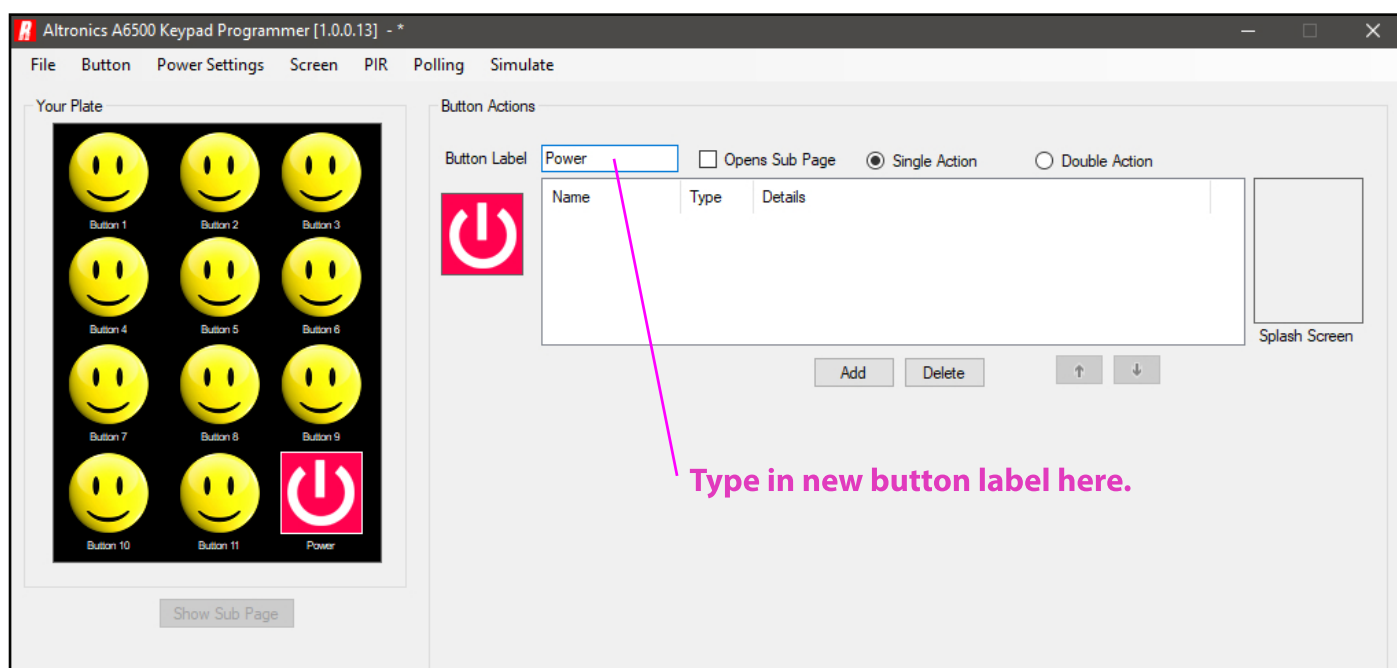 Altronics A6500 Keypad Programmer [1.0.0.13] - *
File Button Power Settings Screen PIR Polling Simulate
Your Plate
Button 1 Button 2 Button 3
Button 4 Button 5 Button 6
Button 7 Button 8 Button 9
Button 10 Button 11 Power
Show Sub Page
Button Actions
Button Label Power Opens Sub Page Single Action Double Action
Name Type Details
Splash Screen
Add Delete
Type in new button label here.